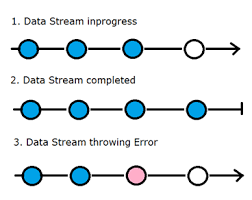 1. Data Stream inprogress
2. Data Stream completed
3. Data Stream throwing Error